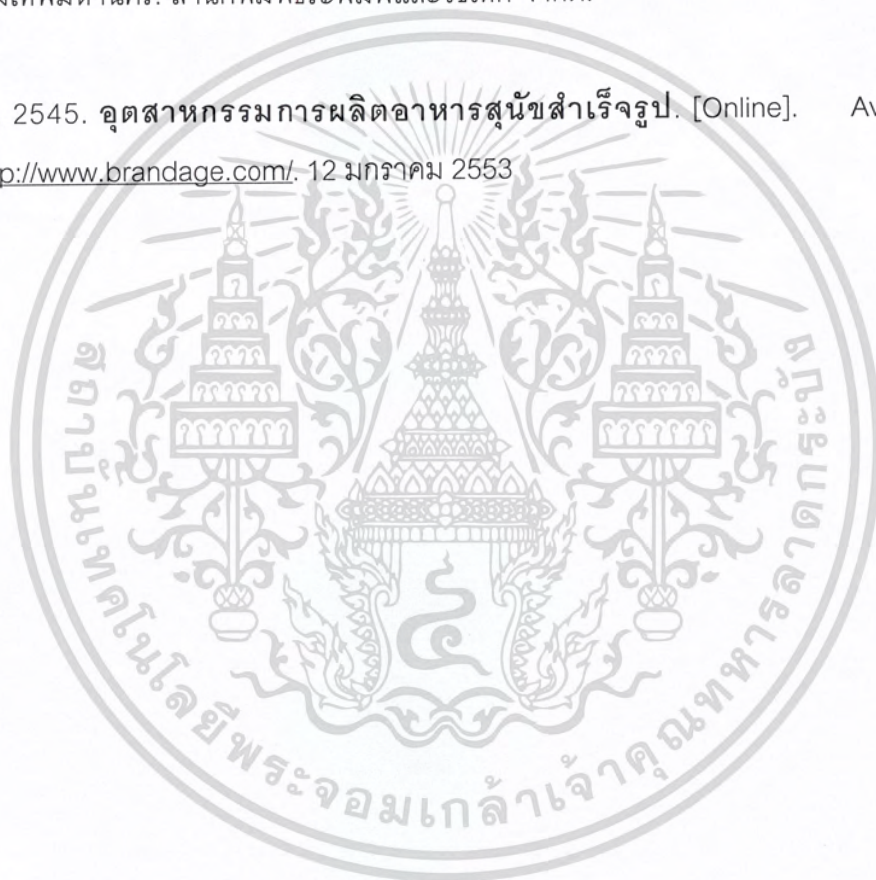 2545. อุตสาหกรรมการผลิตอาหารสุนัขสำเร็จรูป. [Online]. Av
p://www.brandage.com/. 12 มกราคม 2553
สถาบันเทคโนโลยีพระจอมเกล้าเจ้าคุณทหารลาดกระบัง
๔